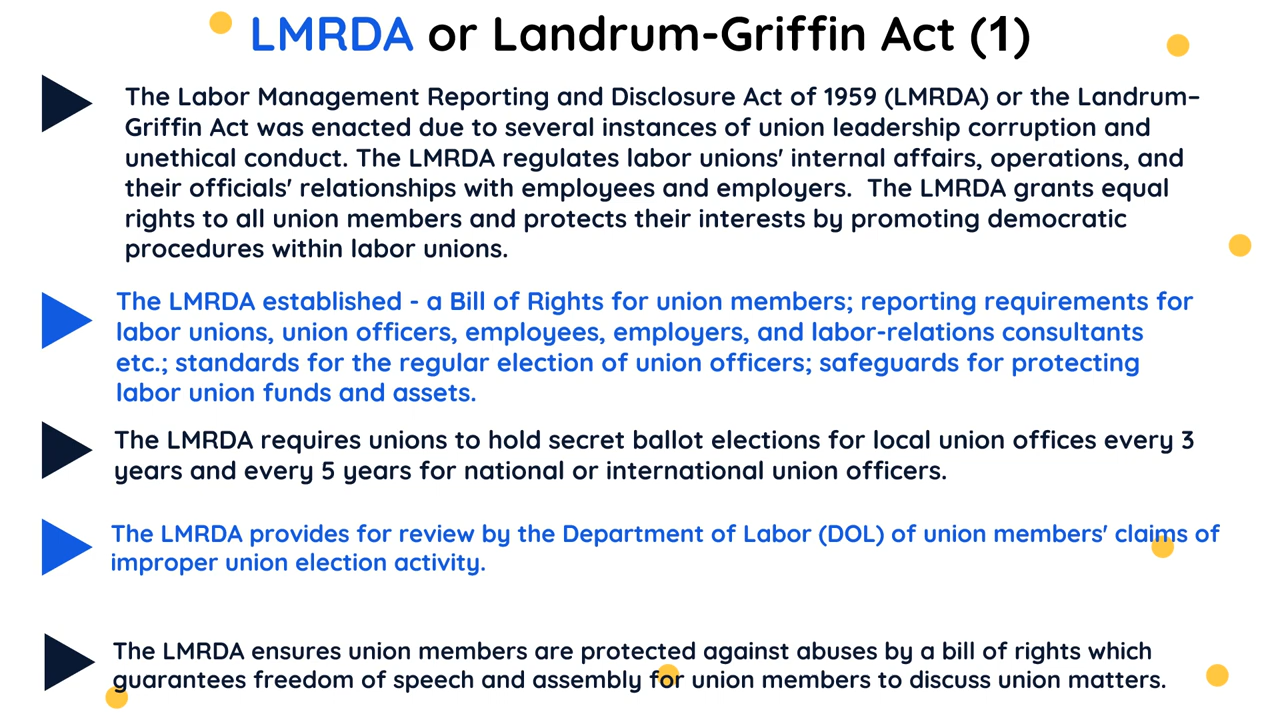 LMRDA or Landrum-Griffin Act (1)
The Labor Management Reporting and Disclosure Act of 1959 (LMRDA) or the Landrum–
Griffin Act was enacted due to several instances of union leadership corruption and
unethical conduct. The LMRDA regulates labor unions' internal affairs, operations, and
their officials' relationships with employees and employers.  The LMRDA grants equal
rights to all union members and protects their interests by promoting democratic
procedures within labor unions.
The LMRDA established - a Bill of Rights for union members; reporting requirements for
labor unions, union officers, employees, employers, and labor-relations consultants
etc.; standards for the regular election of union officers; safeguards for protecting
labor union funds and assets.
The LMRDA requires unions to hold secret ballot elections for local union offices every 3
years and every 5 years for national or international union officers.
The LMRDA provides for review by the Department of Labor (DOL) of union members' claims of
improper union election activity.
The LMRDA ensures union members are protected against abuses by a bill of rights which
guarantees freedom of speech and assembly for union members to discuss union matters.